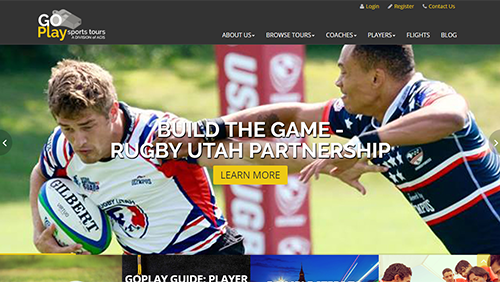 Login Register Contact Us
GO
Play sports tours
A DIVISION of ADS
ABOUT US BROWSE TOURS COACHES PLAYERS FLIGHTS BLOG
USA
GILBERT
BUILD THE GAME -
RUGBY UTAH PARTNERSHIP
LEARN MORE
GOPLAY GUIDE: PLAYER